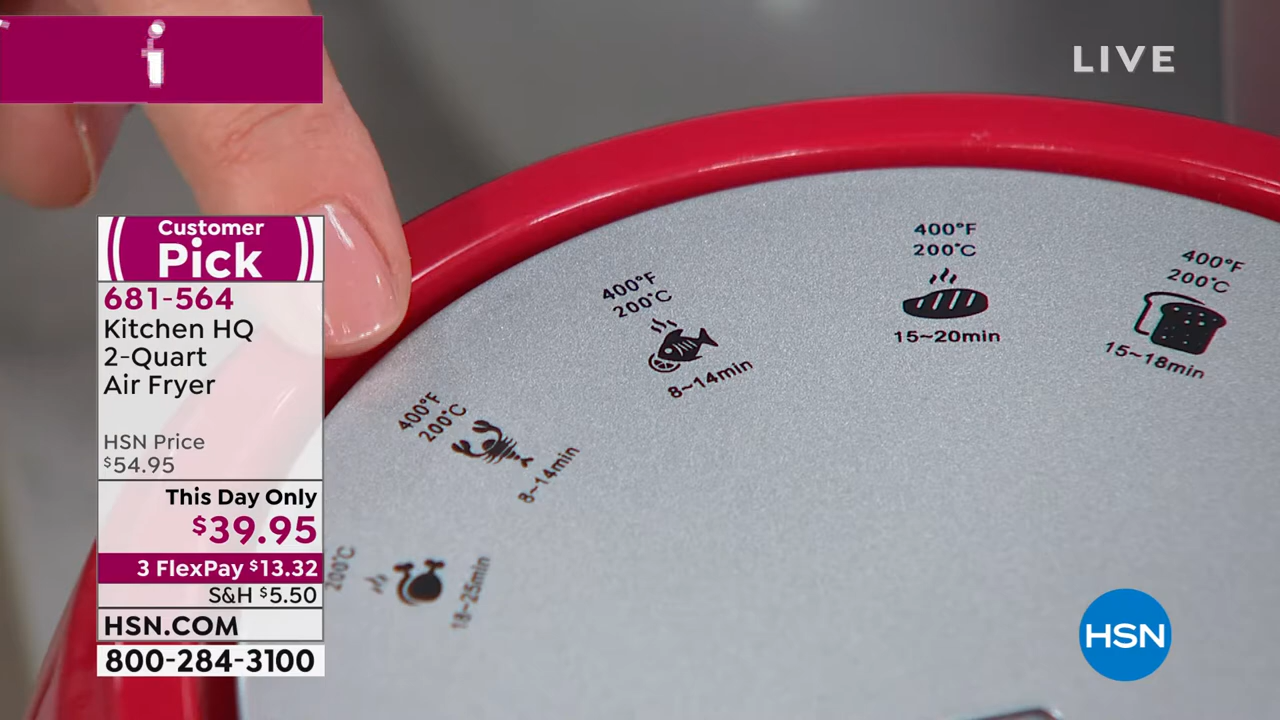 i
LIVE
Customer
Pick
681-564
Kitchen HQ
2-Quart
Air Fryer
HSN Price
$54.95
This Day Only
$39.95
3 FlexPay $13.32
S&H $5.50
HSN.COM
800-284-3100
400°F
200°C
8~14min
400°F
200°C
15~20min
400°F
200°C
15~18min
400°F
200°C
8~14min
200°C
18~25min
HSN